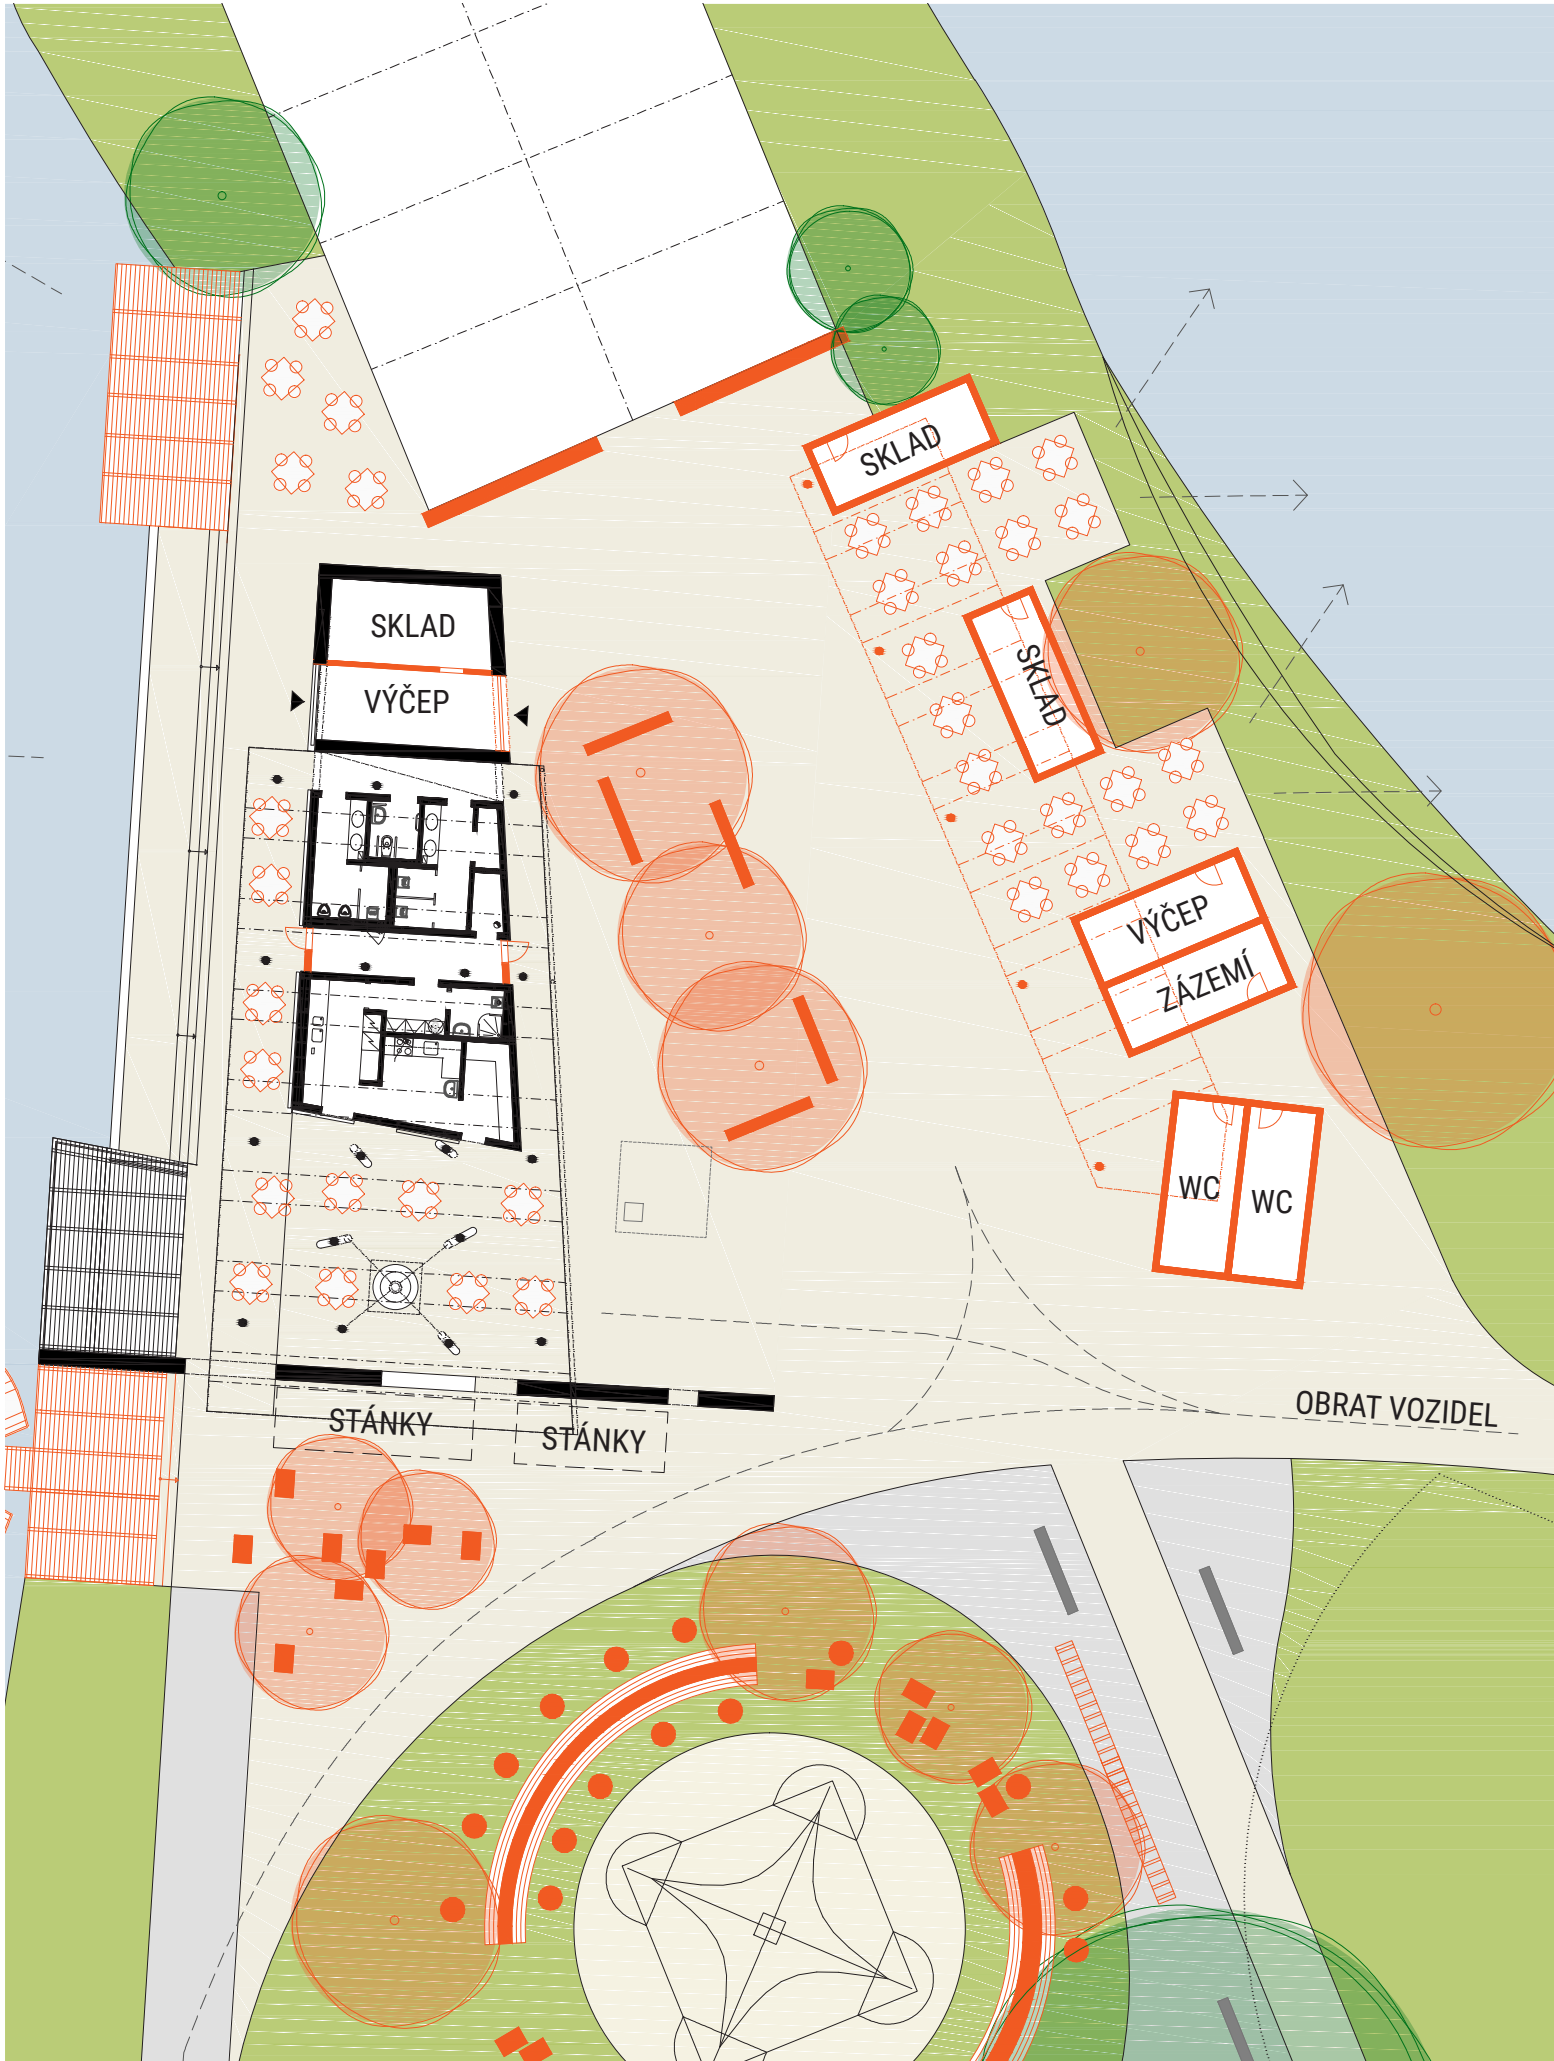 SKLAD
SKLAD
VÝČEP
SKLAD
VÝČEP
ZÁZEMÍ
WC
WC
OBRAT VOZIDEL
STÁNKY
STÁNKY